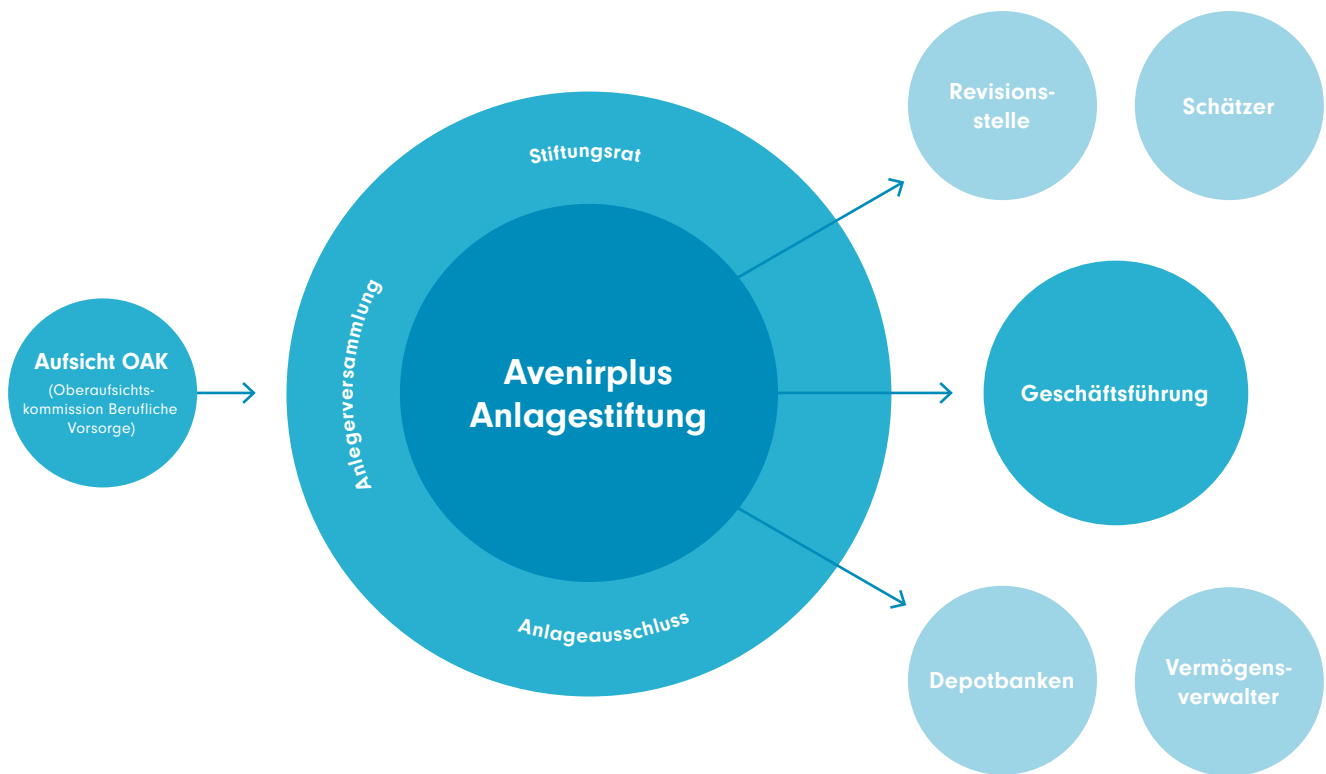 Aufsicht OAK
(Oberaufsichts-
kommission Berufliche
Vorsorge)
Stiftungsrat
Anlegerversammlung
Avenirplus
Anlagestiftung
Anlageausschluss
Revisions-
stelle
Schätzer
Geschäftsführung
Depotbanken
Vermögens-
verwalter